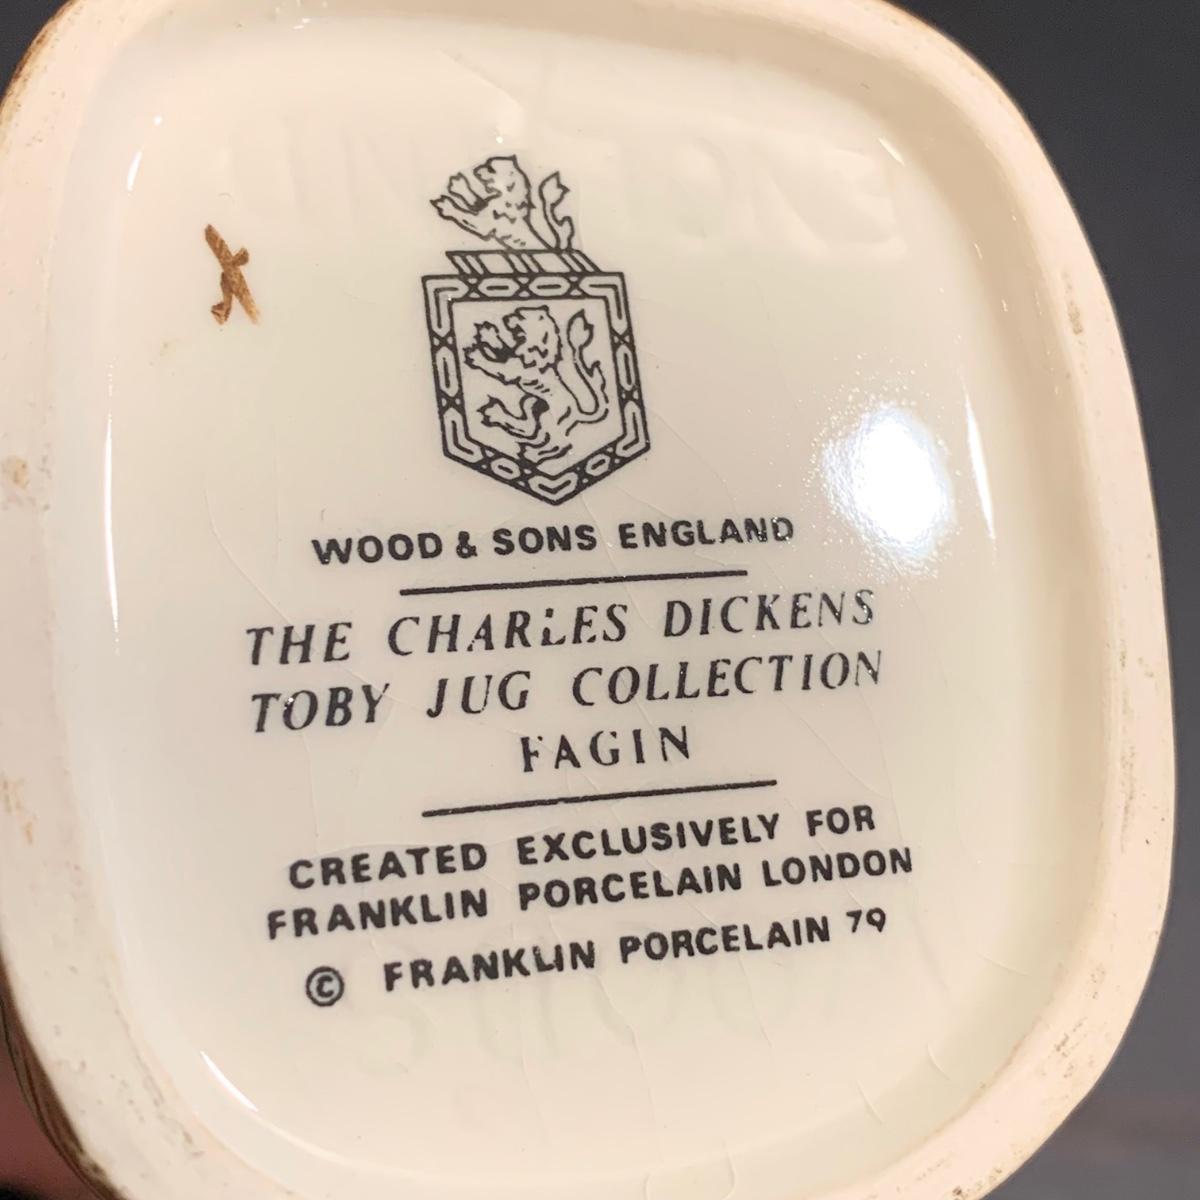 WOOD & SONS ENGLAND
THE CHARLES DICKENS
TOBY JUG COLLECTION
FAGIN
CREATED EXCLUSIVELY FOR
FRANKLIN PORCELAIN LONDON
© FRANKLIN PORCELAIN 79